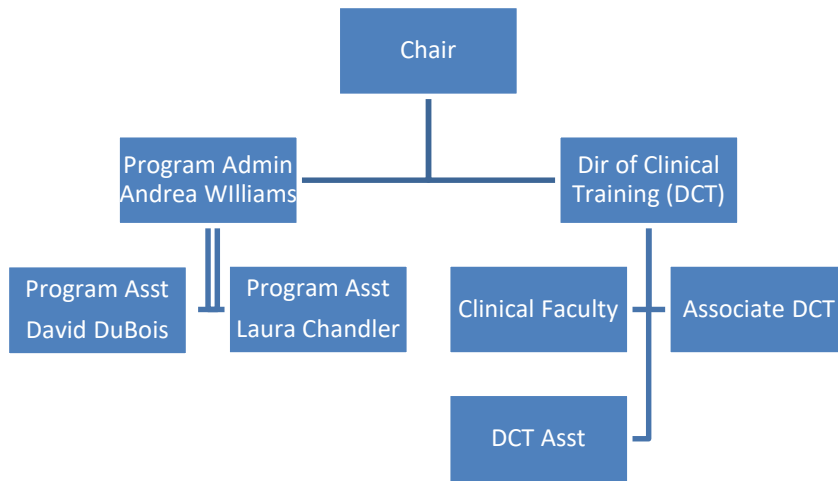 Chair
Program Admin
Andrea WIlliams
Dir of Clinical
Training (DCT)
Program Asst
David DuBois
Program Asst
Laura Chandler
Clinical Faculty
Associate DCT
DCT Asst